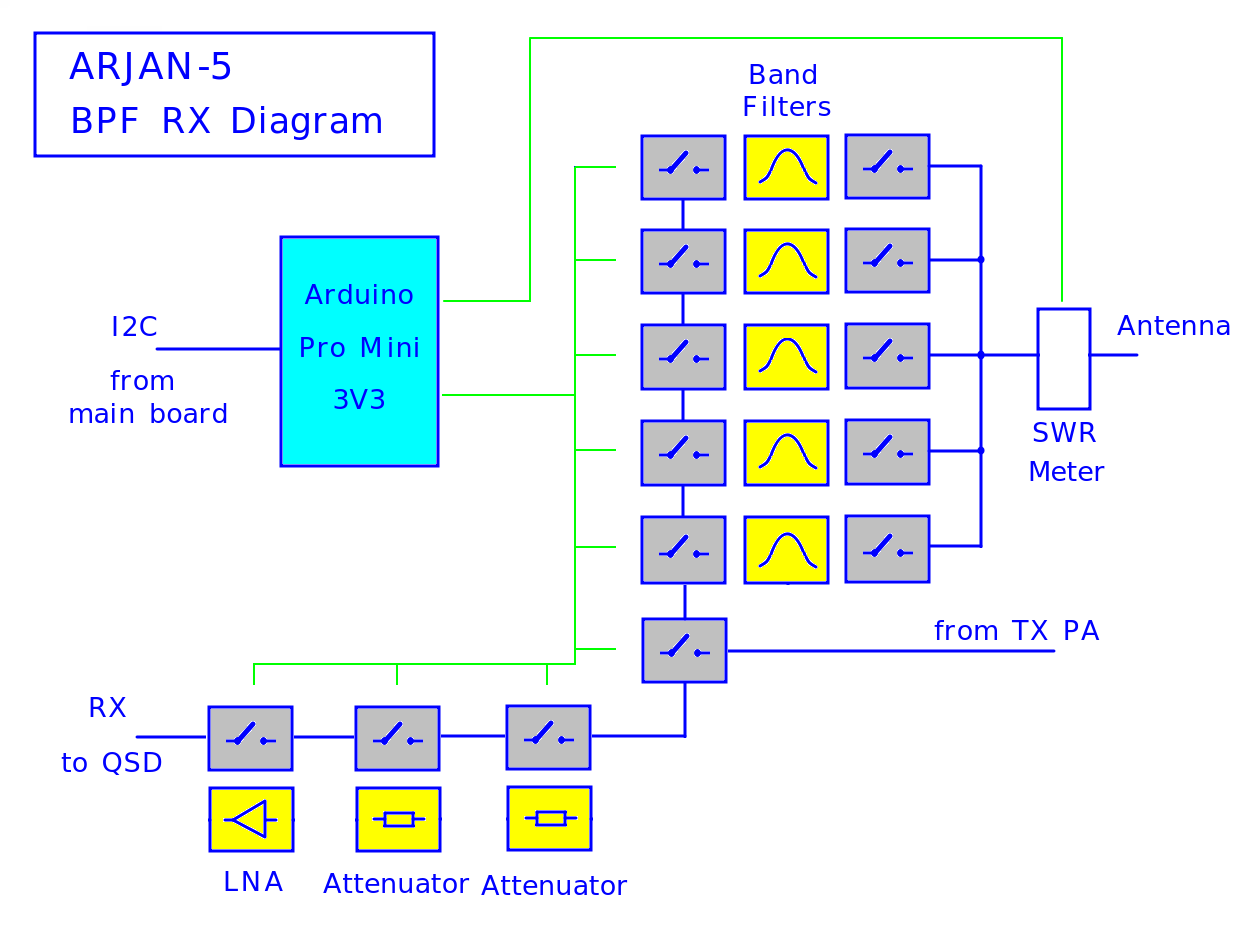 ARJAN-5
BPF RX Diagram
Band
Filters
Arduino
Pro Mini
3V3
I2C
from
main board
Antenna
SWR
Meter
from TX PA
RX
to QSD
LNA
Attenuator
Attenuator